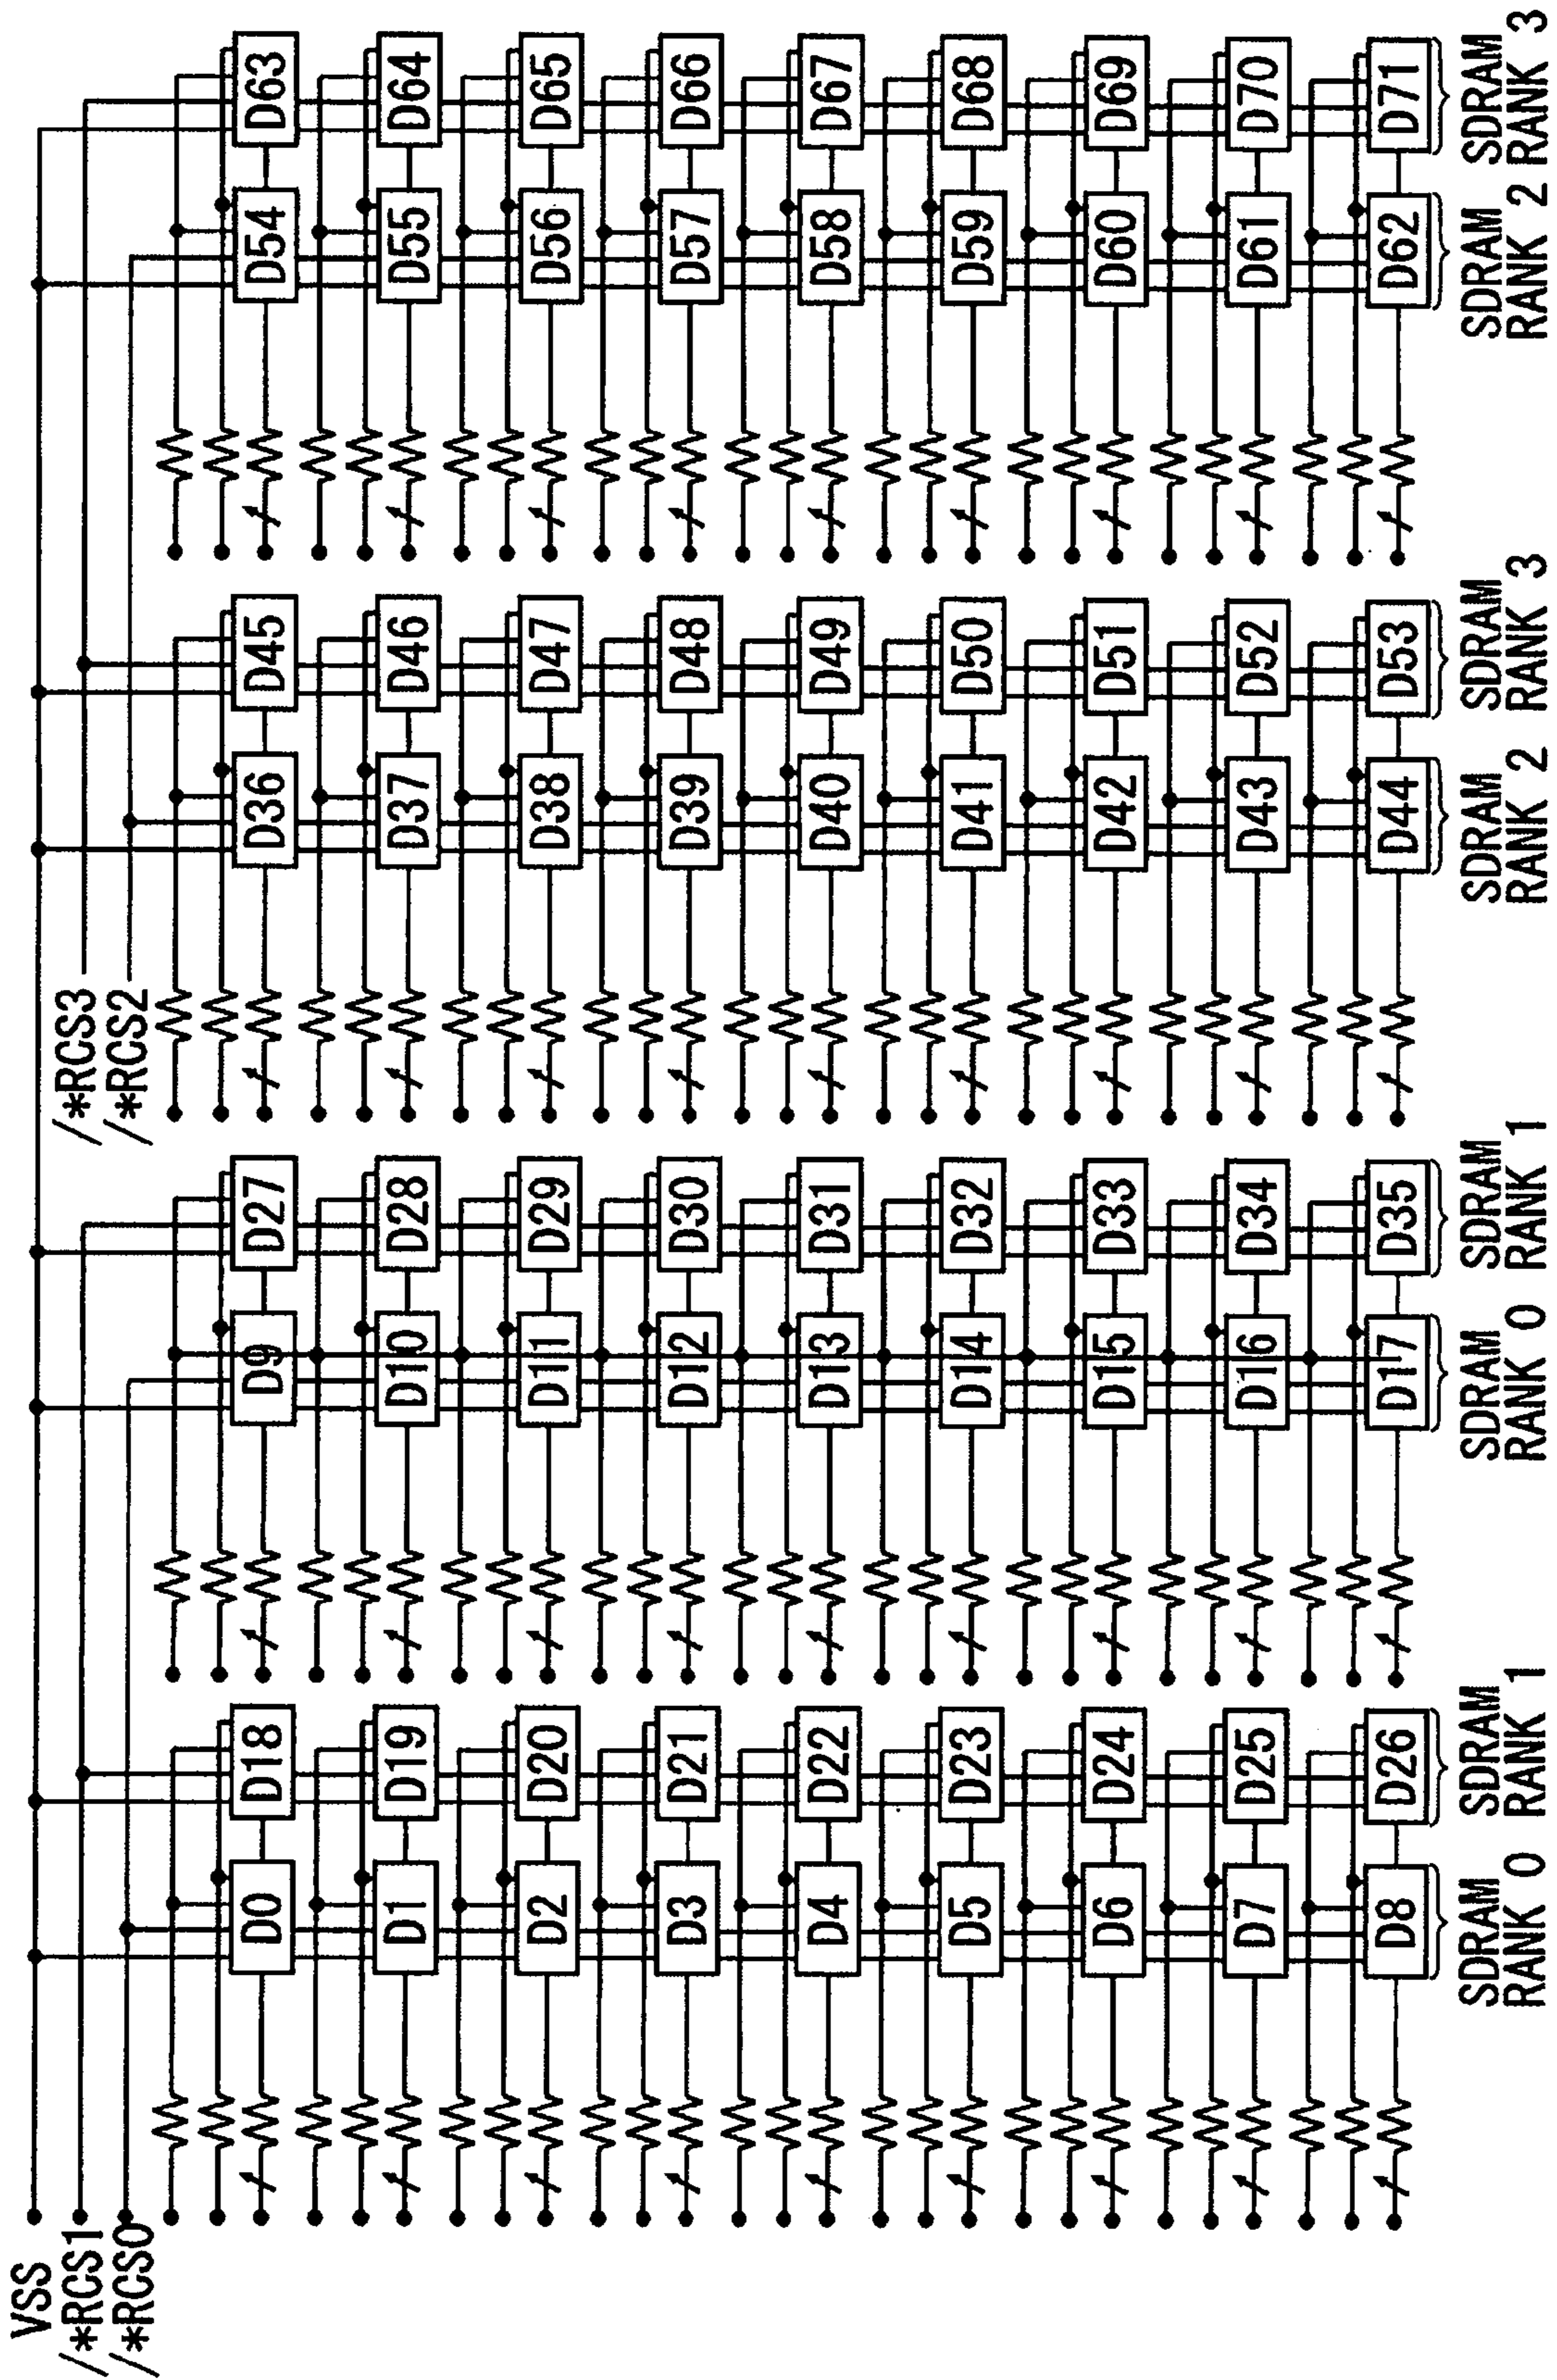 VSS
/*RCS1
/*RCS0
/*RCS3
/*RCS2
D0
D18
D9
D27
D36
D45
D54
D63
D1
D19
D10
D28
D37
D46
D55
D64
D2
D20
D11
D29
D38
D47
D56
D65
D3
D21
D12
D30
D39
D48
D57
D66
D4
D22
D13
D31
D40
D49
D58
D67
D5
D23
D14
D32
D41
D50
D59
D68
D6
D24
D15
D33
D42
D51
D60
D69
D7
D25
D16
D34
D43
D52
D61
D70
D8
D26
D17
D35
D44
D53
D62
D71
SDRAM
RANK 0
SDRAM
RANK 1
SDRAM
RANK 0
SDRAM
RANK 1
SDRAM
RANK 2
SDRAM
RANK 3
SDRAM
RANK 2
SDRAM
RANK 3